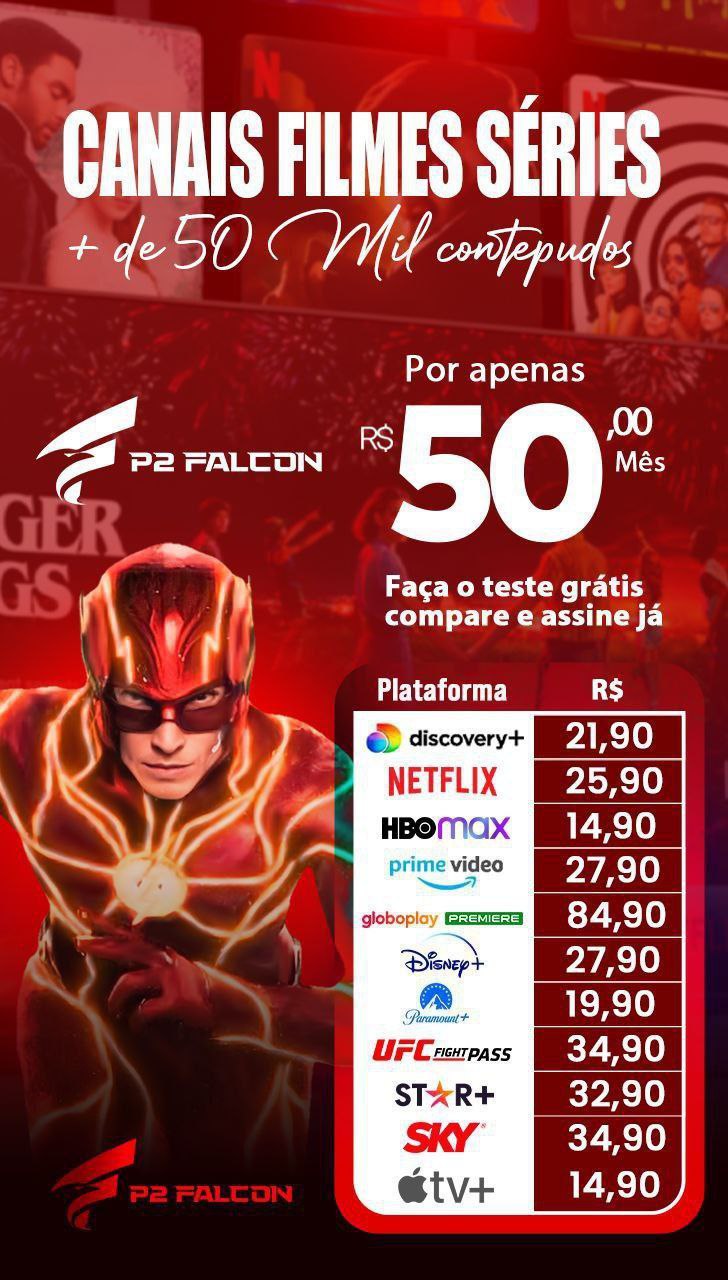 N
N
CANAIS FILMES SÉRIES
+ de 50 Mil contepudos
Por apenas
R$ 50,00
Mês
P2 FALCON
GER
GS
Faça o teste grátis
compare e assine já
Plataforma R$
discovery+ 21,90
NETFLIX 25,90
HBO max 14,90
prime video 27,90
globoplay PREMIERE 84,90
Disney+ 27,90
Paramount+ 19,90
UFC FIGHT PASS 34,90
STAR+ 32,90
SKY 34,90
tv+ 14,90
P2 FALCON